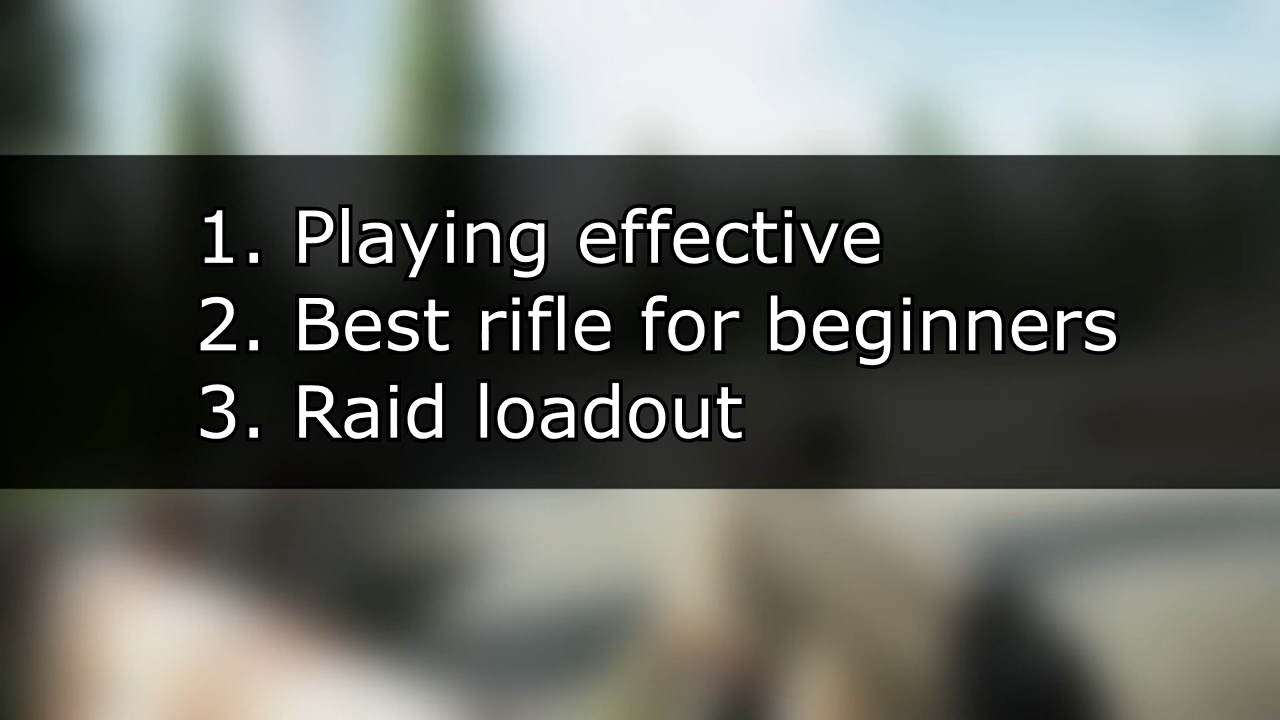 1. Playing effective
2. Best rifle for beginners
3. Raid loadout